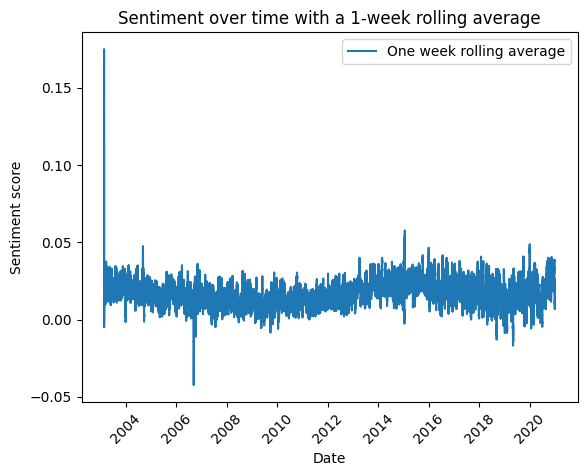 Sentiment over time with a 1-week rolling average
One week rolling average
Sentiment score
0.15
0.10
0.05
0.00
−0.05
2004 2006 2008 2010 2012 2014 2016 2018 2020
Date